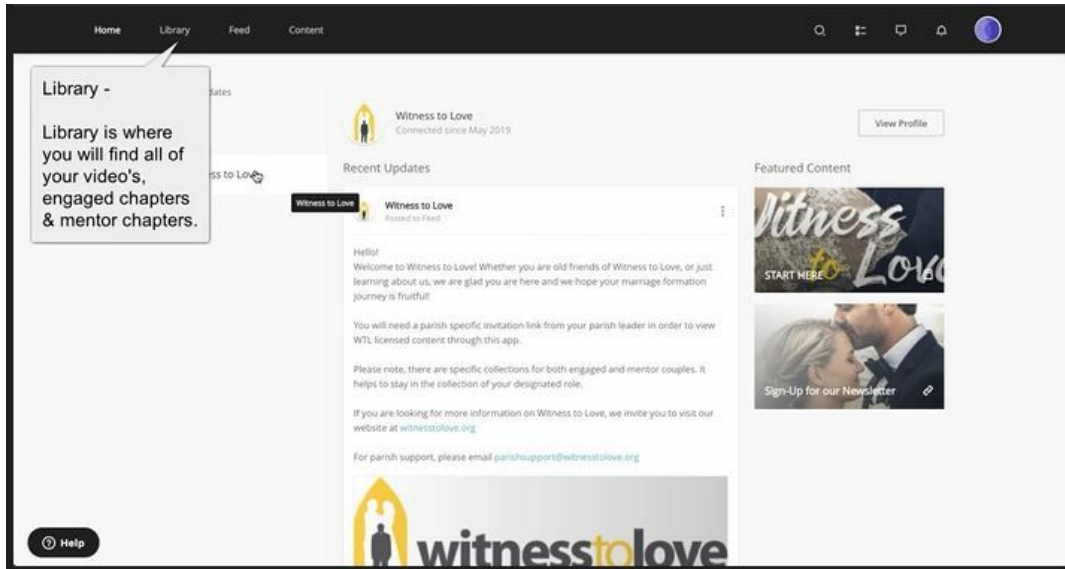 Home Library Feed Content
Library -
Library is where
you will find all of
your video's,
engaged chapters
& mentor chapters.
Witness to Love
Connected since May 2019
View Profile
Recent Updates
Witness to Love
Witness to Love
Posted to Feed
Hello!
Welcome to Witness to Love! Whether you are old friends of Witness to Love, or just
learning about us, we are glad you are here and we hope your marriage formation
journey is fruitful!
You will need a parish specific invitation link from your parish leader in order to view
WTL licensed content through this app.
Please note, there are specific collections for both engaged and mentor couples. It
helps to stay in the collection of your designated role.
If you are looking for more information on Witness to Love, we invite you to visit our
website at witnesstolove.org
For parish support, please email parishsupport@witnesstolove.org
witnesstolove
Featured Content
Witness
to Love
START HERE
Sign-Up for our Newsletter
Help